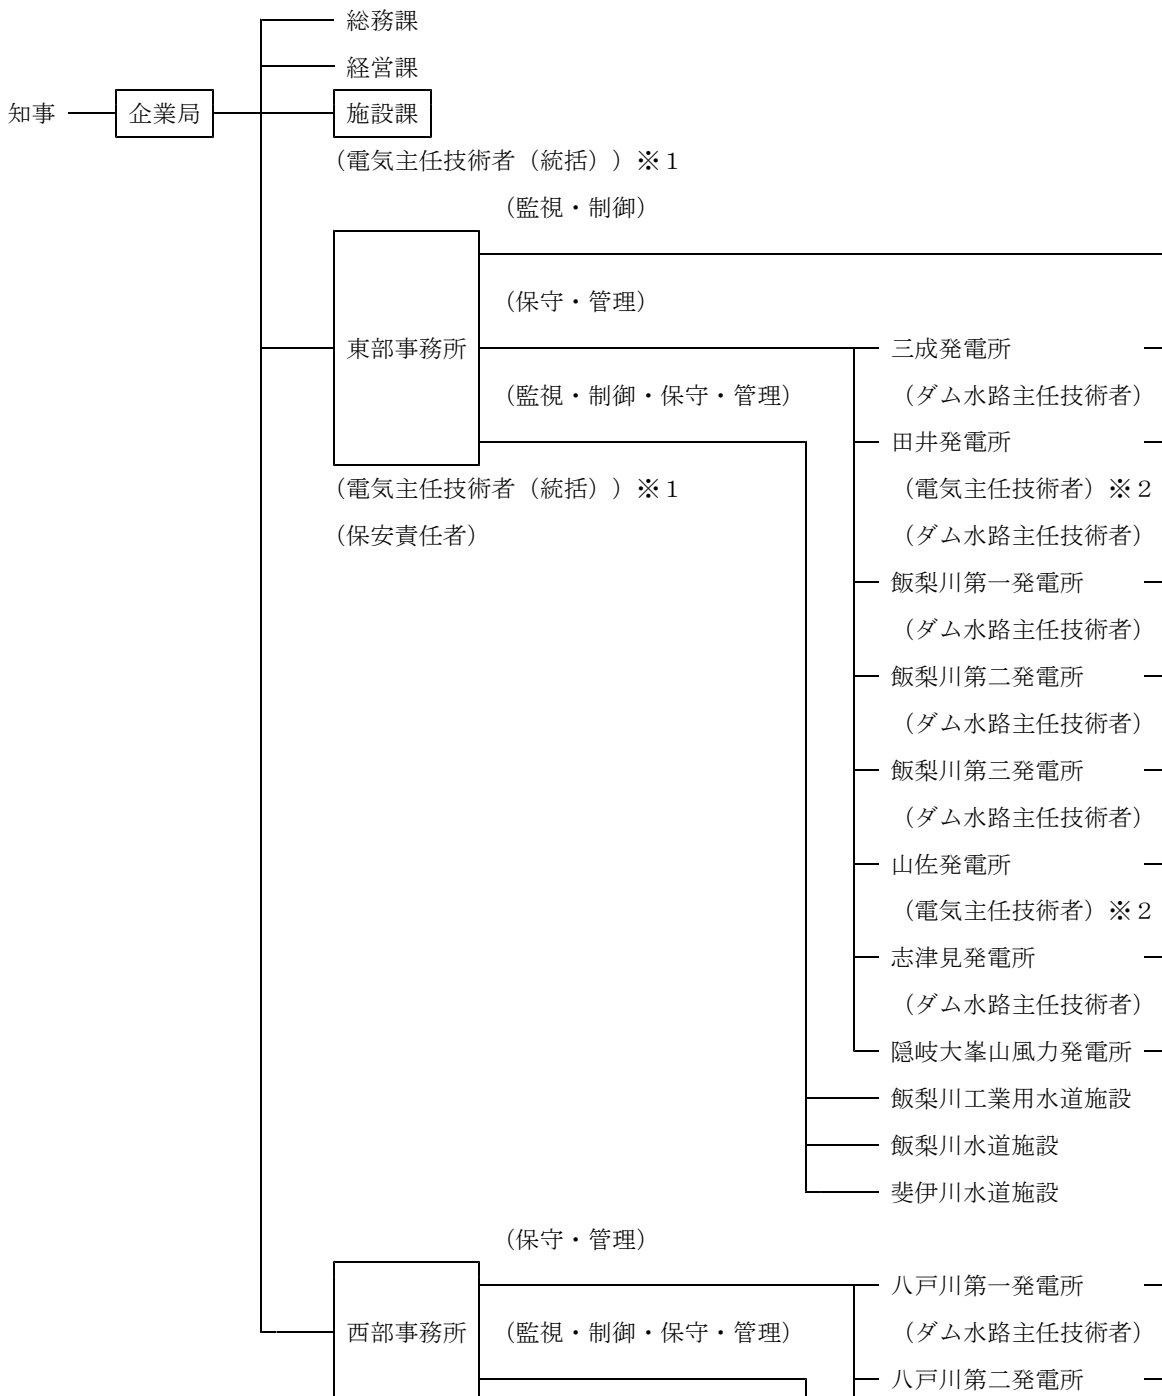 総務課
経営課
知事 企業局 施設課
(電気主任技術者(統括))※1
(監視・制御)
(保守・管理)
東部事務所 三成発電所
(監視・制御・保守・管理) (ダム水路主任技術者)
田井発電所
(電気主任技術者(統括))※1 (電気主任技術者)※2
(保安責任者) (ダム水路主任技術者)
飯梨川第一発電所
(ダム水路主任技術者)
飯梨川第二発電所
(ダム水路主任技術者)
飯梨川第三発電所
(ダム水路主任技術者)
山佐発電所
(電気主任技術者)※2
志津見発電所
(ダム水路主任技術者)
隠岐大峯山風力発電所
飯梨川工業用水道施設
飯梨川水道施設
斐伊川水道施設
(保守・管理)
八戸川第一発電所
西部事務所 (監視・制御・保守・管理) (ダム水路主任技術者)
八戸川第二発電所